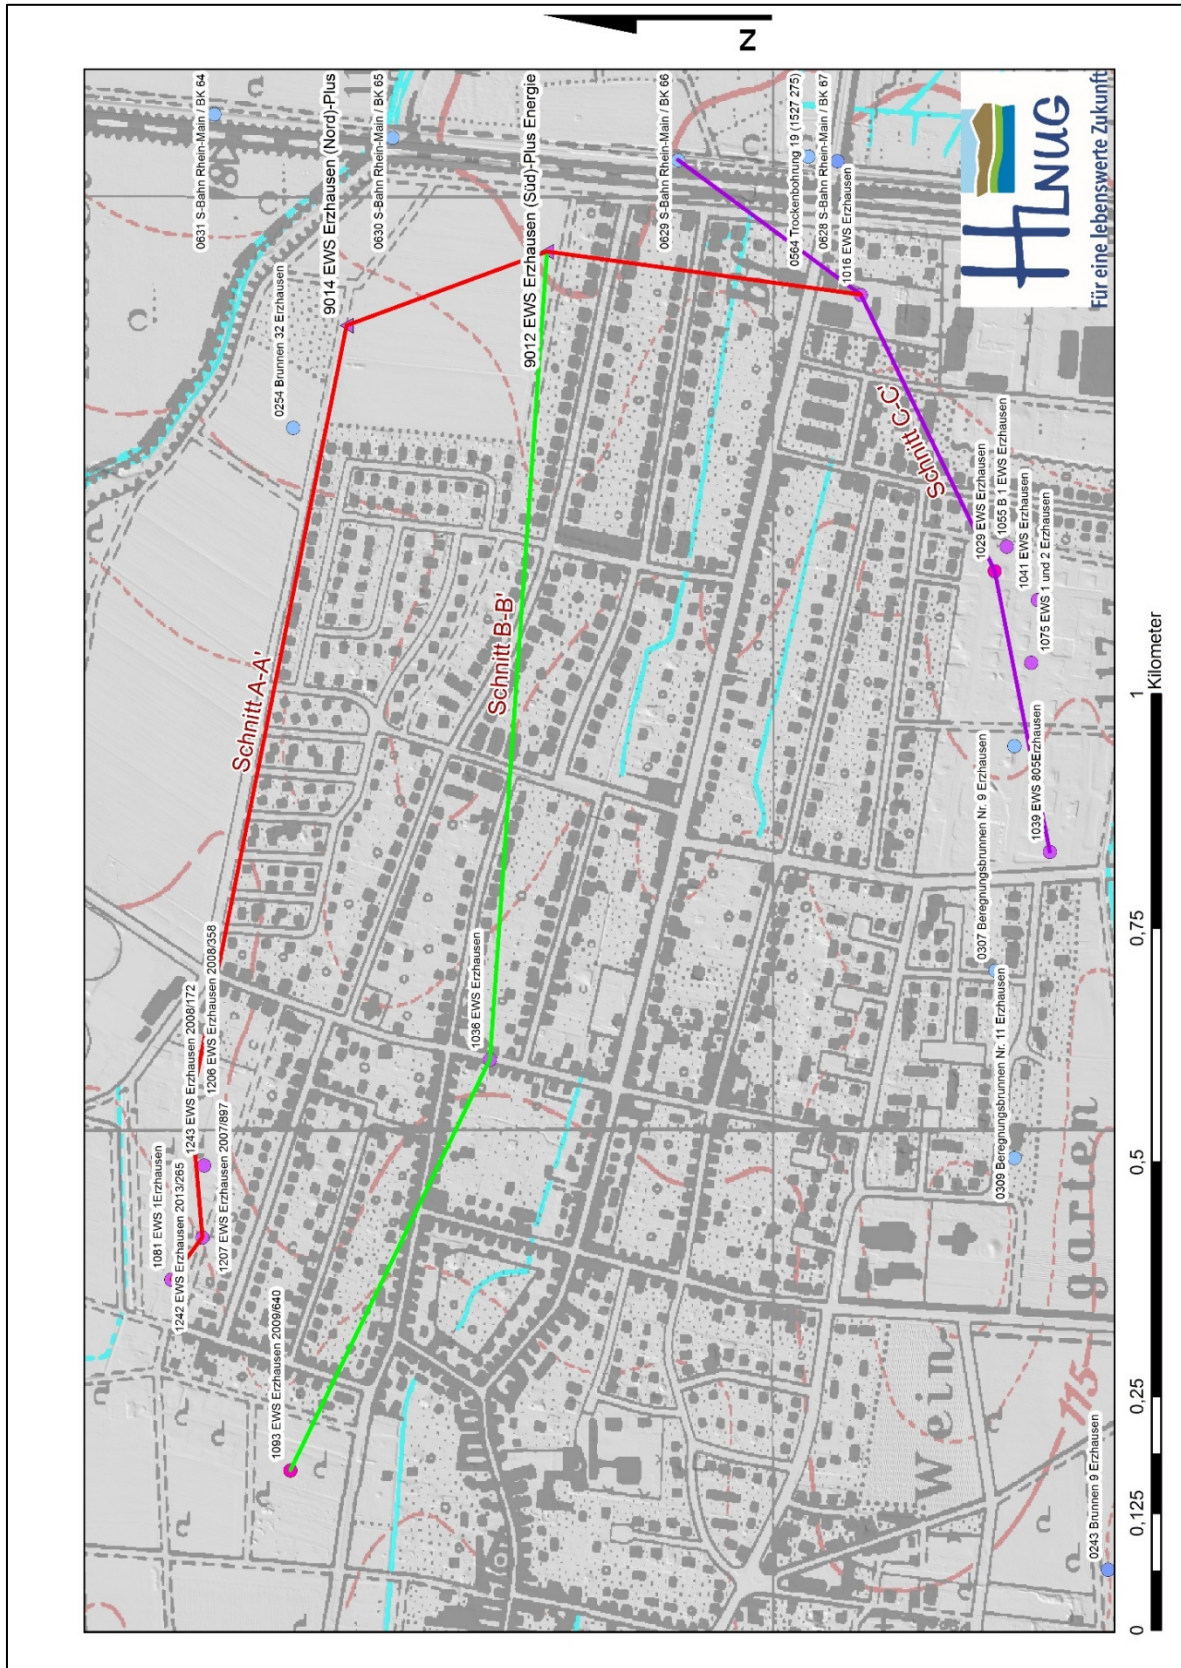 0631 S-Bahn Rhein-Main / BK 64
9014 EWS Erzhausen (Nord)-Plus
0630 S-Bahn Rhein-Main / BK 65
0254 Brunnen 32 Erzhausen
9012 EWS Erzhausen (Süd)-Plus Energie
0629 S-Bahn Rhein-Main / BK 66
0564 Trockenbohrung 19 (1527 275)
0628 S-Bahn Rhein-Main / BK 67
1016 EWS Erzhausen
N
HLNUG
Für eine lebenswerte Zukunft
Schnitt A-A'
Schnitt B-B'
Schnitt C-C'
1029 EWS Erzhausen
1055 B 1 EWS Erzhausen
1041 EWS Erzhausen
1075 EWS 1 und 2 Erzhausen
1081 EWS 1Erzhausen
1242 EWS Erzhausen 2013/265
1243 EWS Erzhausen 2008/172
1206 EWS Erzhausen 2008/358
1207 EWS Erzhausen 2007/897
1036 EWS Erzhausen
1093 EWS Erzhausen 2009/640
0307 Beregnungsbrunnen Nr. 9 Erzhausen
1039 EWS 805Erzhausen
0309 Beregnungsbrunnen Nr. 11 Erzhausen
0243 Brunnen 9 Erzhausen
Wein
garten
115
0 0,125 0,25 0,5 0,75 1
Kilometer